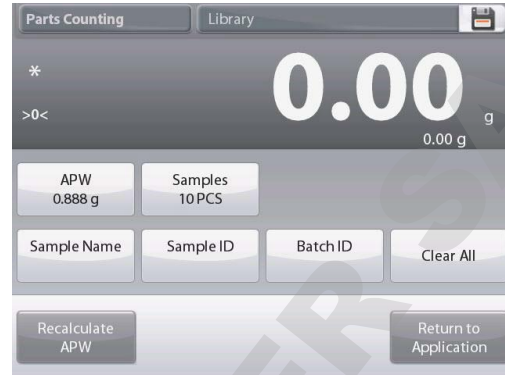 Parts Counting
Library
*
0.00 g
>0<
0.00 g
APW
0.888 g
Samples
10 PCS
Sample Name
Sample ID
Batch ID
Clear All
Recalculate
APW
Return to
Application